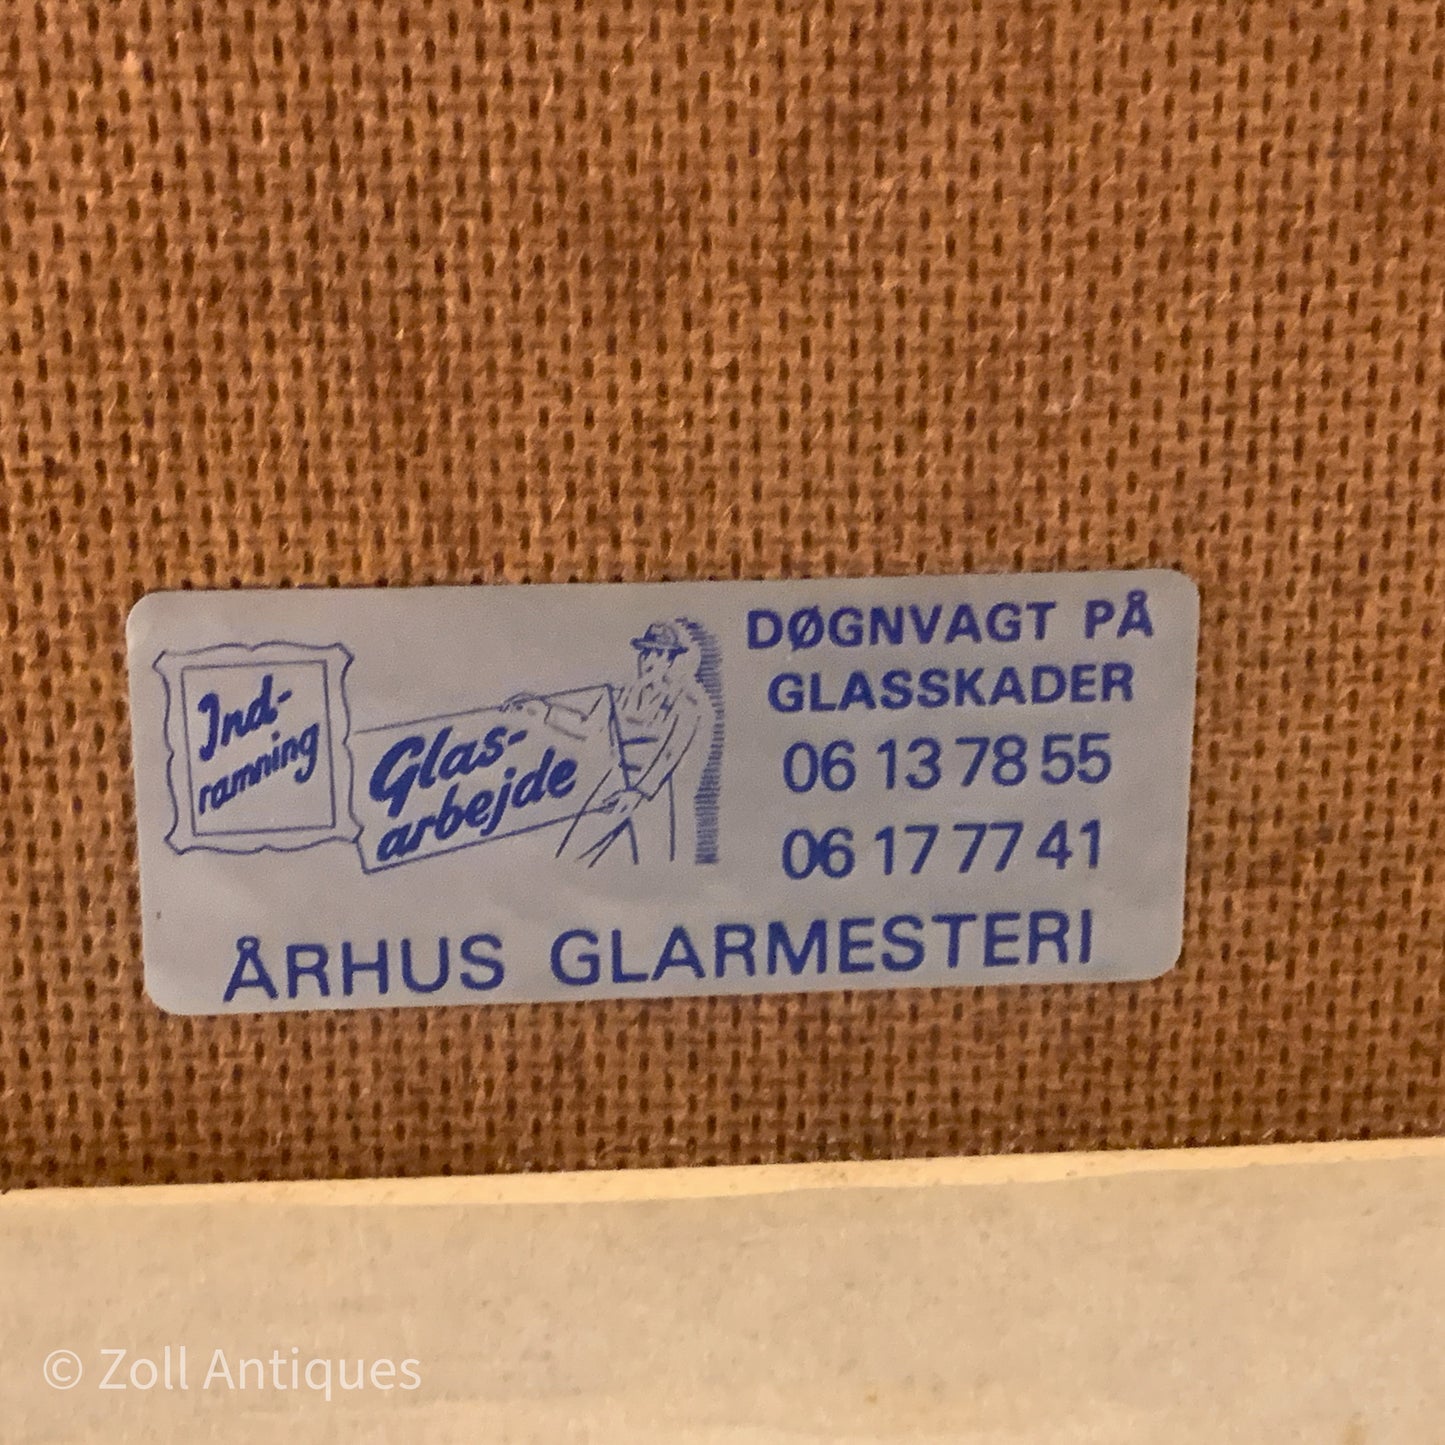 Ind-
ramning
Glas-
arbejde
DØGNVAGT PÅ
GLASSKADER
06 13 78 55
06 17 77 41
ÅRHUS GLARMESTERI
© Zoll Antiques